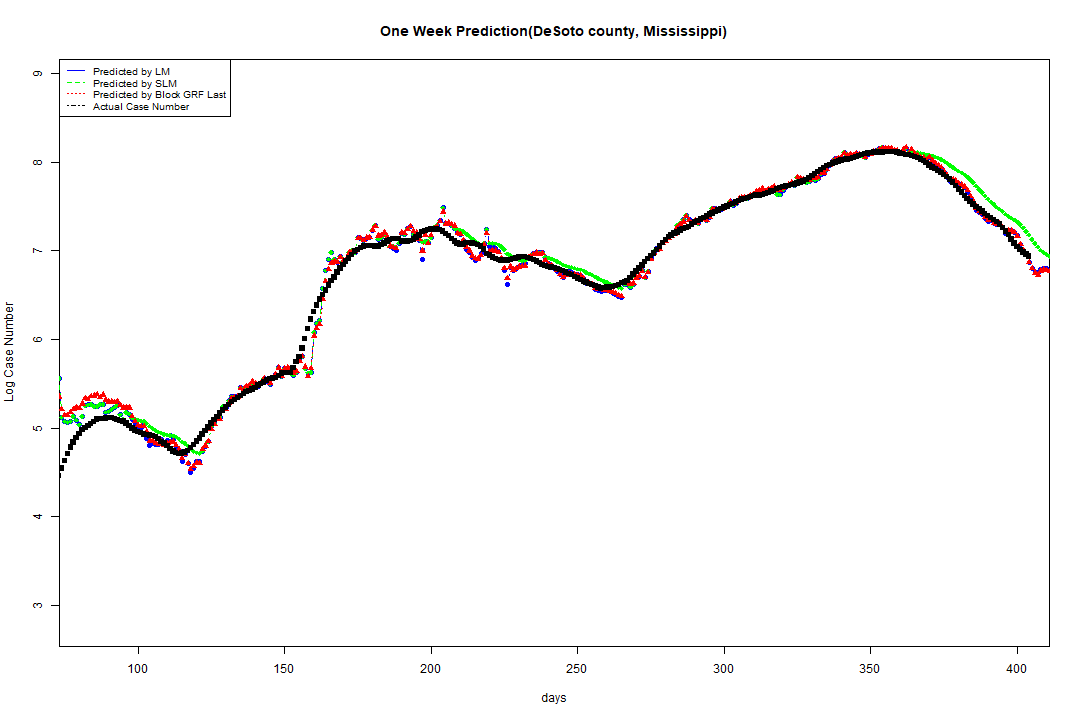 One Week Prediction(DeSoto county, Mississippi)
Predicted by LM
Predicted by SLM
Predicted by Block GRF Last
Actual Case Number
9
8
7
6
5
4
3
Log Case Number
100 150 200 250 300 350 400
days